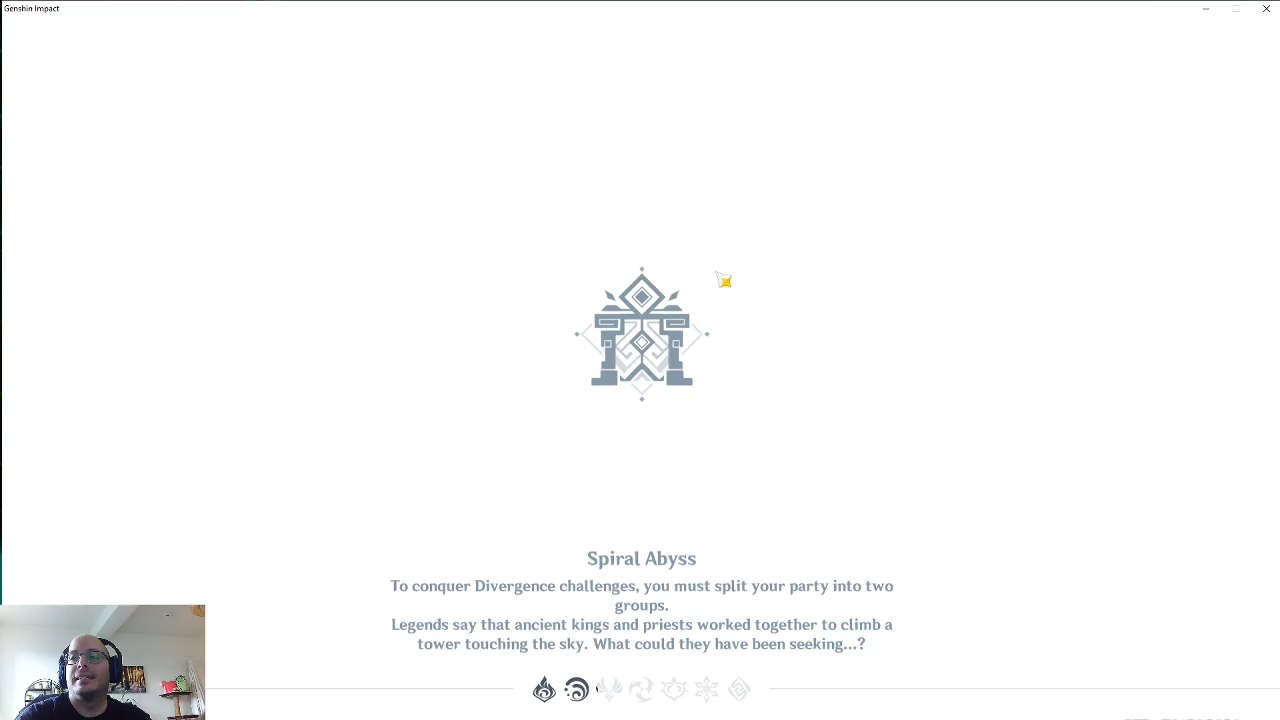 Genshin Impact
Spiral Abyss
To conquer Divergence challenges, you must split your party into two
groups.
Legends say that ancient kings and priests worked together to climb a
tower touching the sky. What could they have been seeking...?